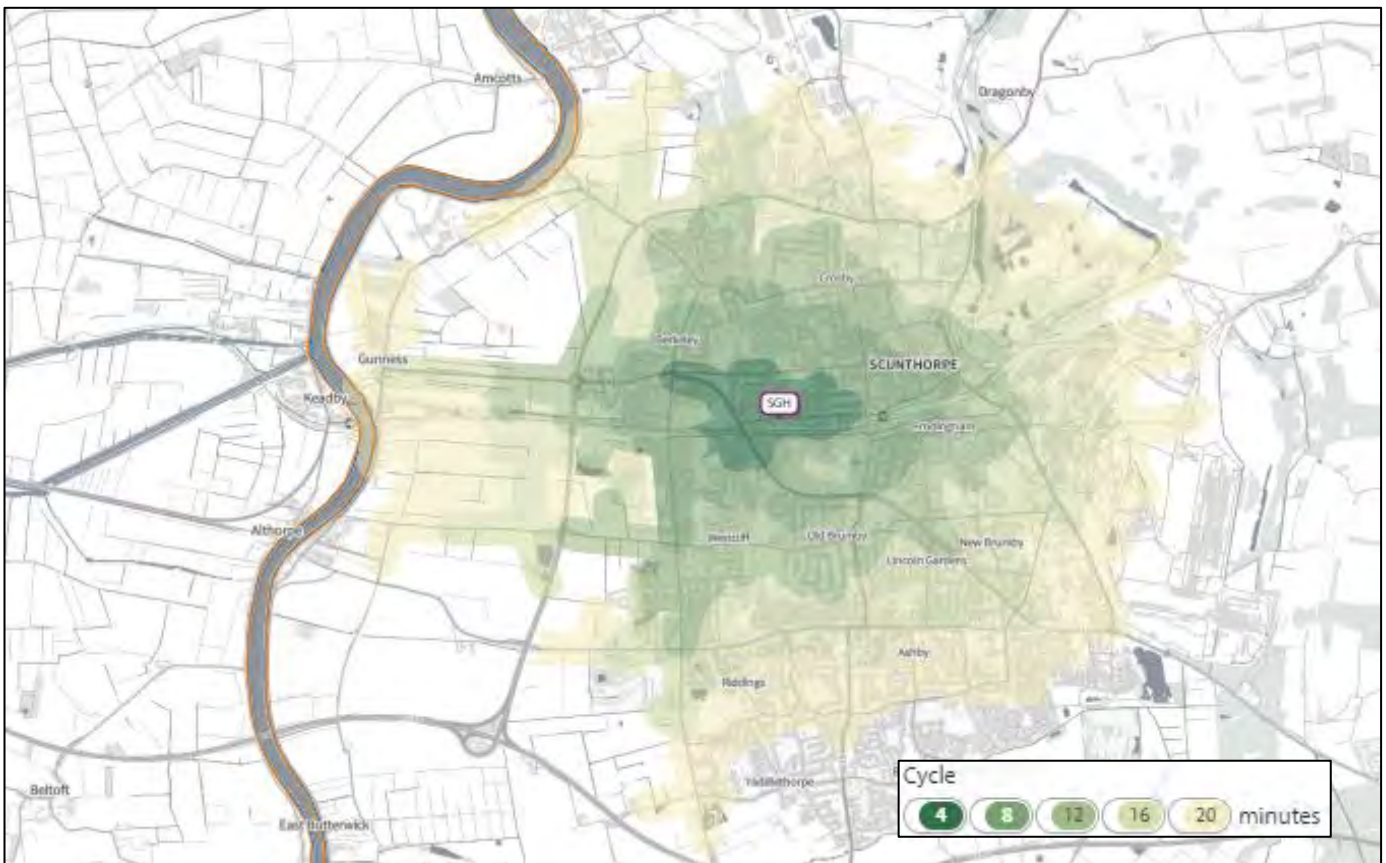 Amcotts
Dragonby
Crosby
Berkeley
Gunness
SCUNTHORPE
Keadby
SGH
Frodingham
Althorpe
Westcliff
Old Brumby
New Brumby
Lincoln Gardens
Ashby
Riddings
Yaddlethorpe
Beltoft
East Butterwick
Cycle
4 8 12 16 20 minutes